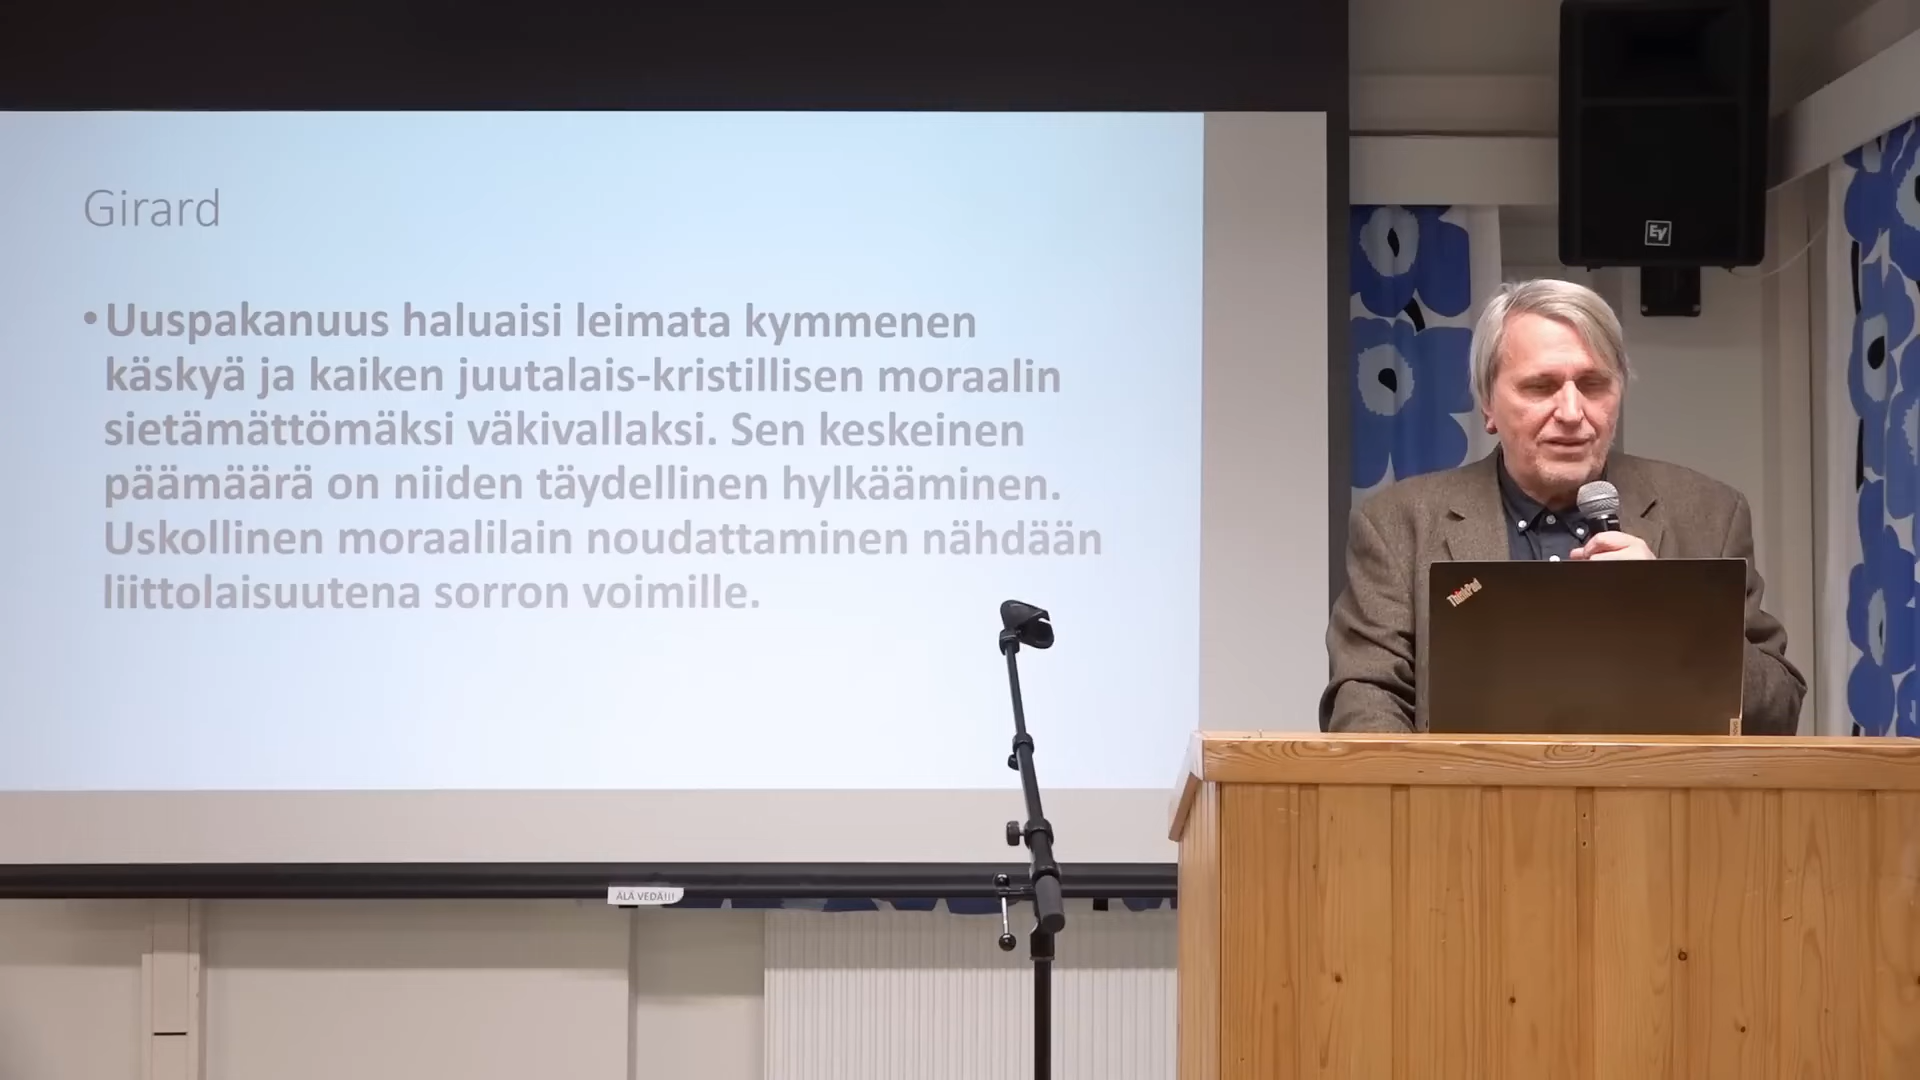 Girard
• Uuspakanuus haluaisi leimata kymmenen
käskyä ja kaiken juutalais-kristillisen moraalin
sietämättömäksi väkivallaksi. Sen keskeinen
päämäärä on niiden täydellinen hylkääminen.
Uskollinen moraalilain noudattaminen nähdään
liittolaisuutena sorron voimille.
EV
ThinkPad
ÄLÄ VEDÄ!!!